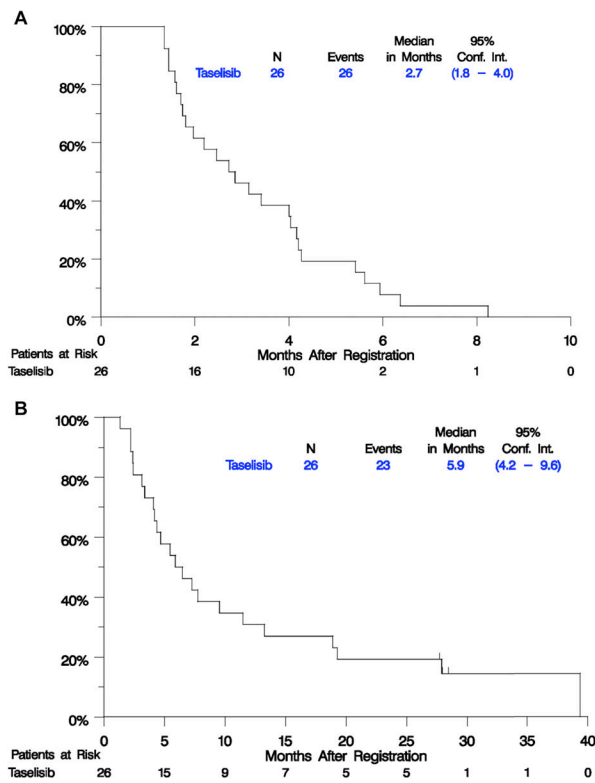 A
100%
80%
60%
40%
20%
0%
Median 95%
N Events in Months Conf. Int.
Taselisib 26 26 2.7 (1.8 – 4.0)
0 2 4 6 8 10
Patients at Risk Months After Registration
Taselisib 26 16 10 2 1 0
B
100%
80%
60%
40%
20%
0%
Median 95%
N Events in Months Conf. Int.
Taselisib 26 23 5.9 (4.2 – 9.6)
0 5 10 15 20 25 30 35 40
Patients at Risk Months After Registration
Taselisib 26 15 9 7 5 5 1 1 0